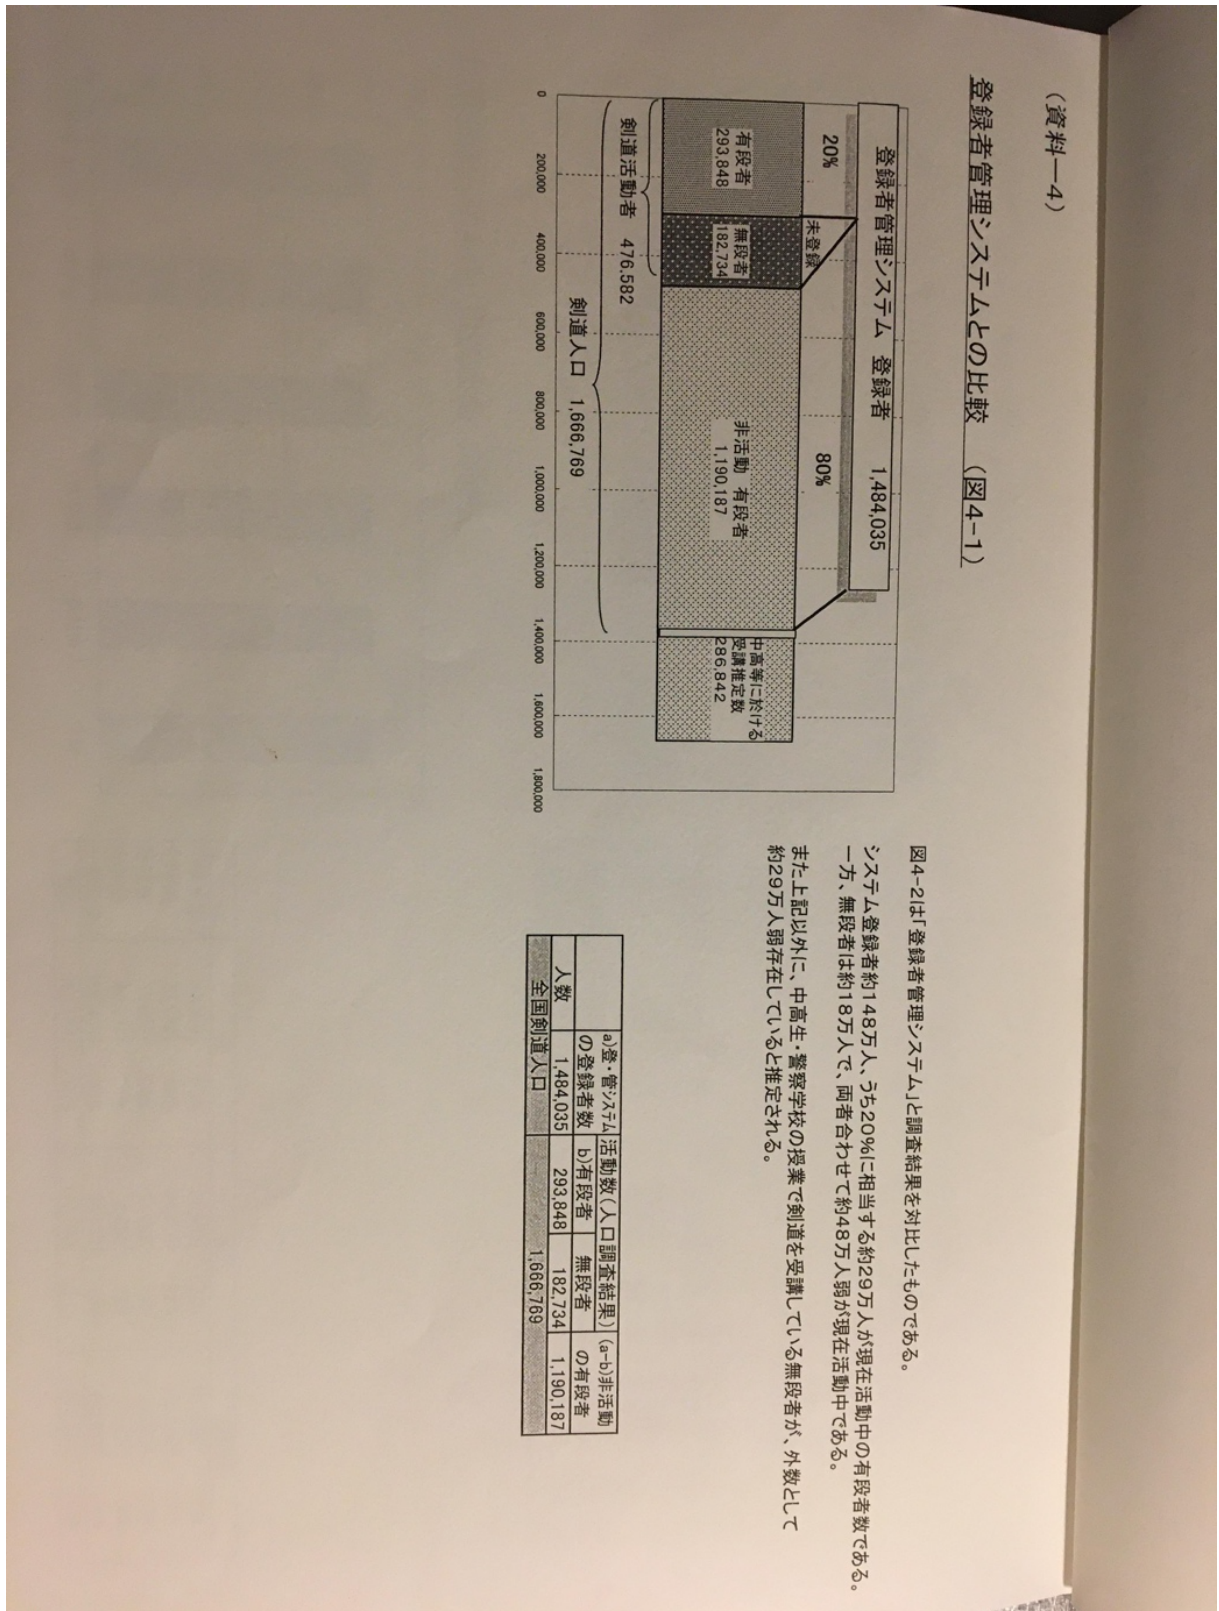 （資料－4）
登録者管理システムとの比較　（図4-1）
登録者管理システム　登録者　1,484,035
20%
80%
未登録
有段者
293,848
無段者
182,734
非活動　有段者
1,190,187
中高等に於ける
受講推定数
286,842
剣道活動者　476,582
剣道人口　1,666,769
0
200,000
400,000
600,000
800,000
1,000,000
1,200,000
1,400,000
1,600,000
1,800,000
図4-2は「登録者管理システム」と調査結果を対比したものである。
システム登録者約148万人、うち20%に相当する約29万人が現在活動中の有段者数である。
一方、無段者は約18万人で、両者合わせて約48万人弱が現在活動中である。
また上記以外に、中高生・警察学校の授業で剣道を受講している無段者が、外数として
約29万人弱存在していると推定される。
a)登・管システム 活動数(人口調査結果) (a-b)非活動
の登録者数 b)有段者 無段者 の有段者
人数 1,484,035 293,848 182,734 1,190,187
全国剣道人口 1,666,769